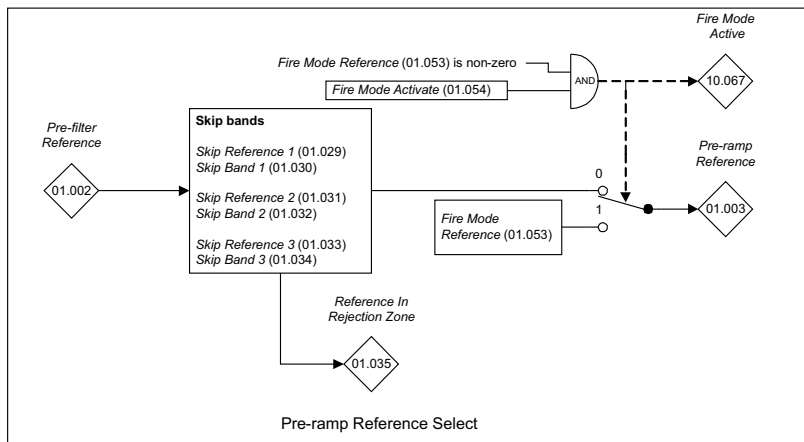 Fire Mode
Active
Fire Mode Reference (01.053) is non-zero
AND
10.067
Fire Mode Activate (01.054)
Pre-filter
Reference
Skip bands
Skip Reference 1 (01.029)
Skip Band 1 (01.030)
Skip Reference 2 (01.031)
Skip Band 2 (01.032)
Skip Reference 3 (01.033)
Skip Band 3 (01.034)
01.002
Pre-ramp
Reference
0
1
01.003
Fire Mode
Reference (01.053)
Reference In
Rejection Zone
01.035
Pre-ramp Reference Select